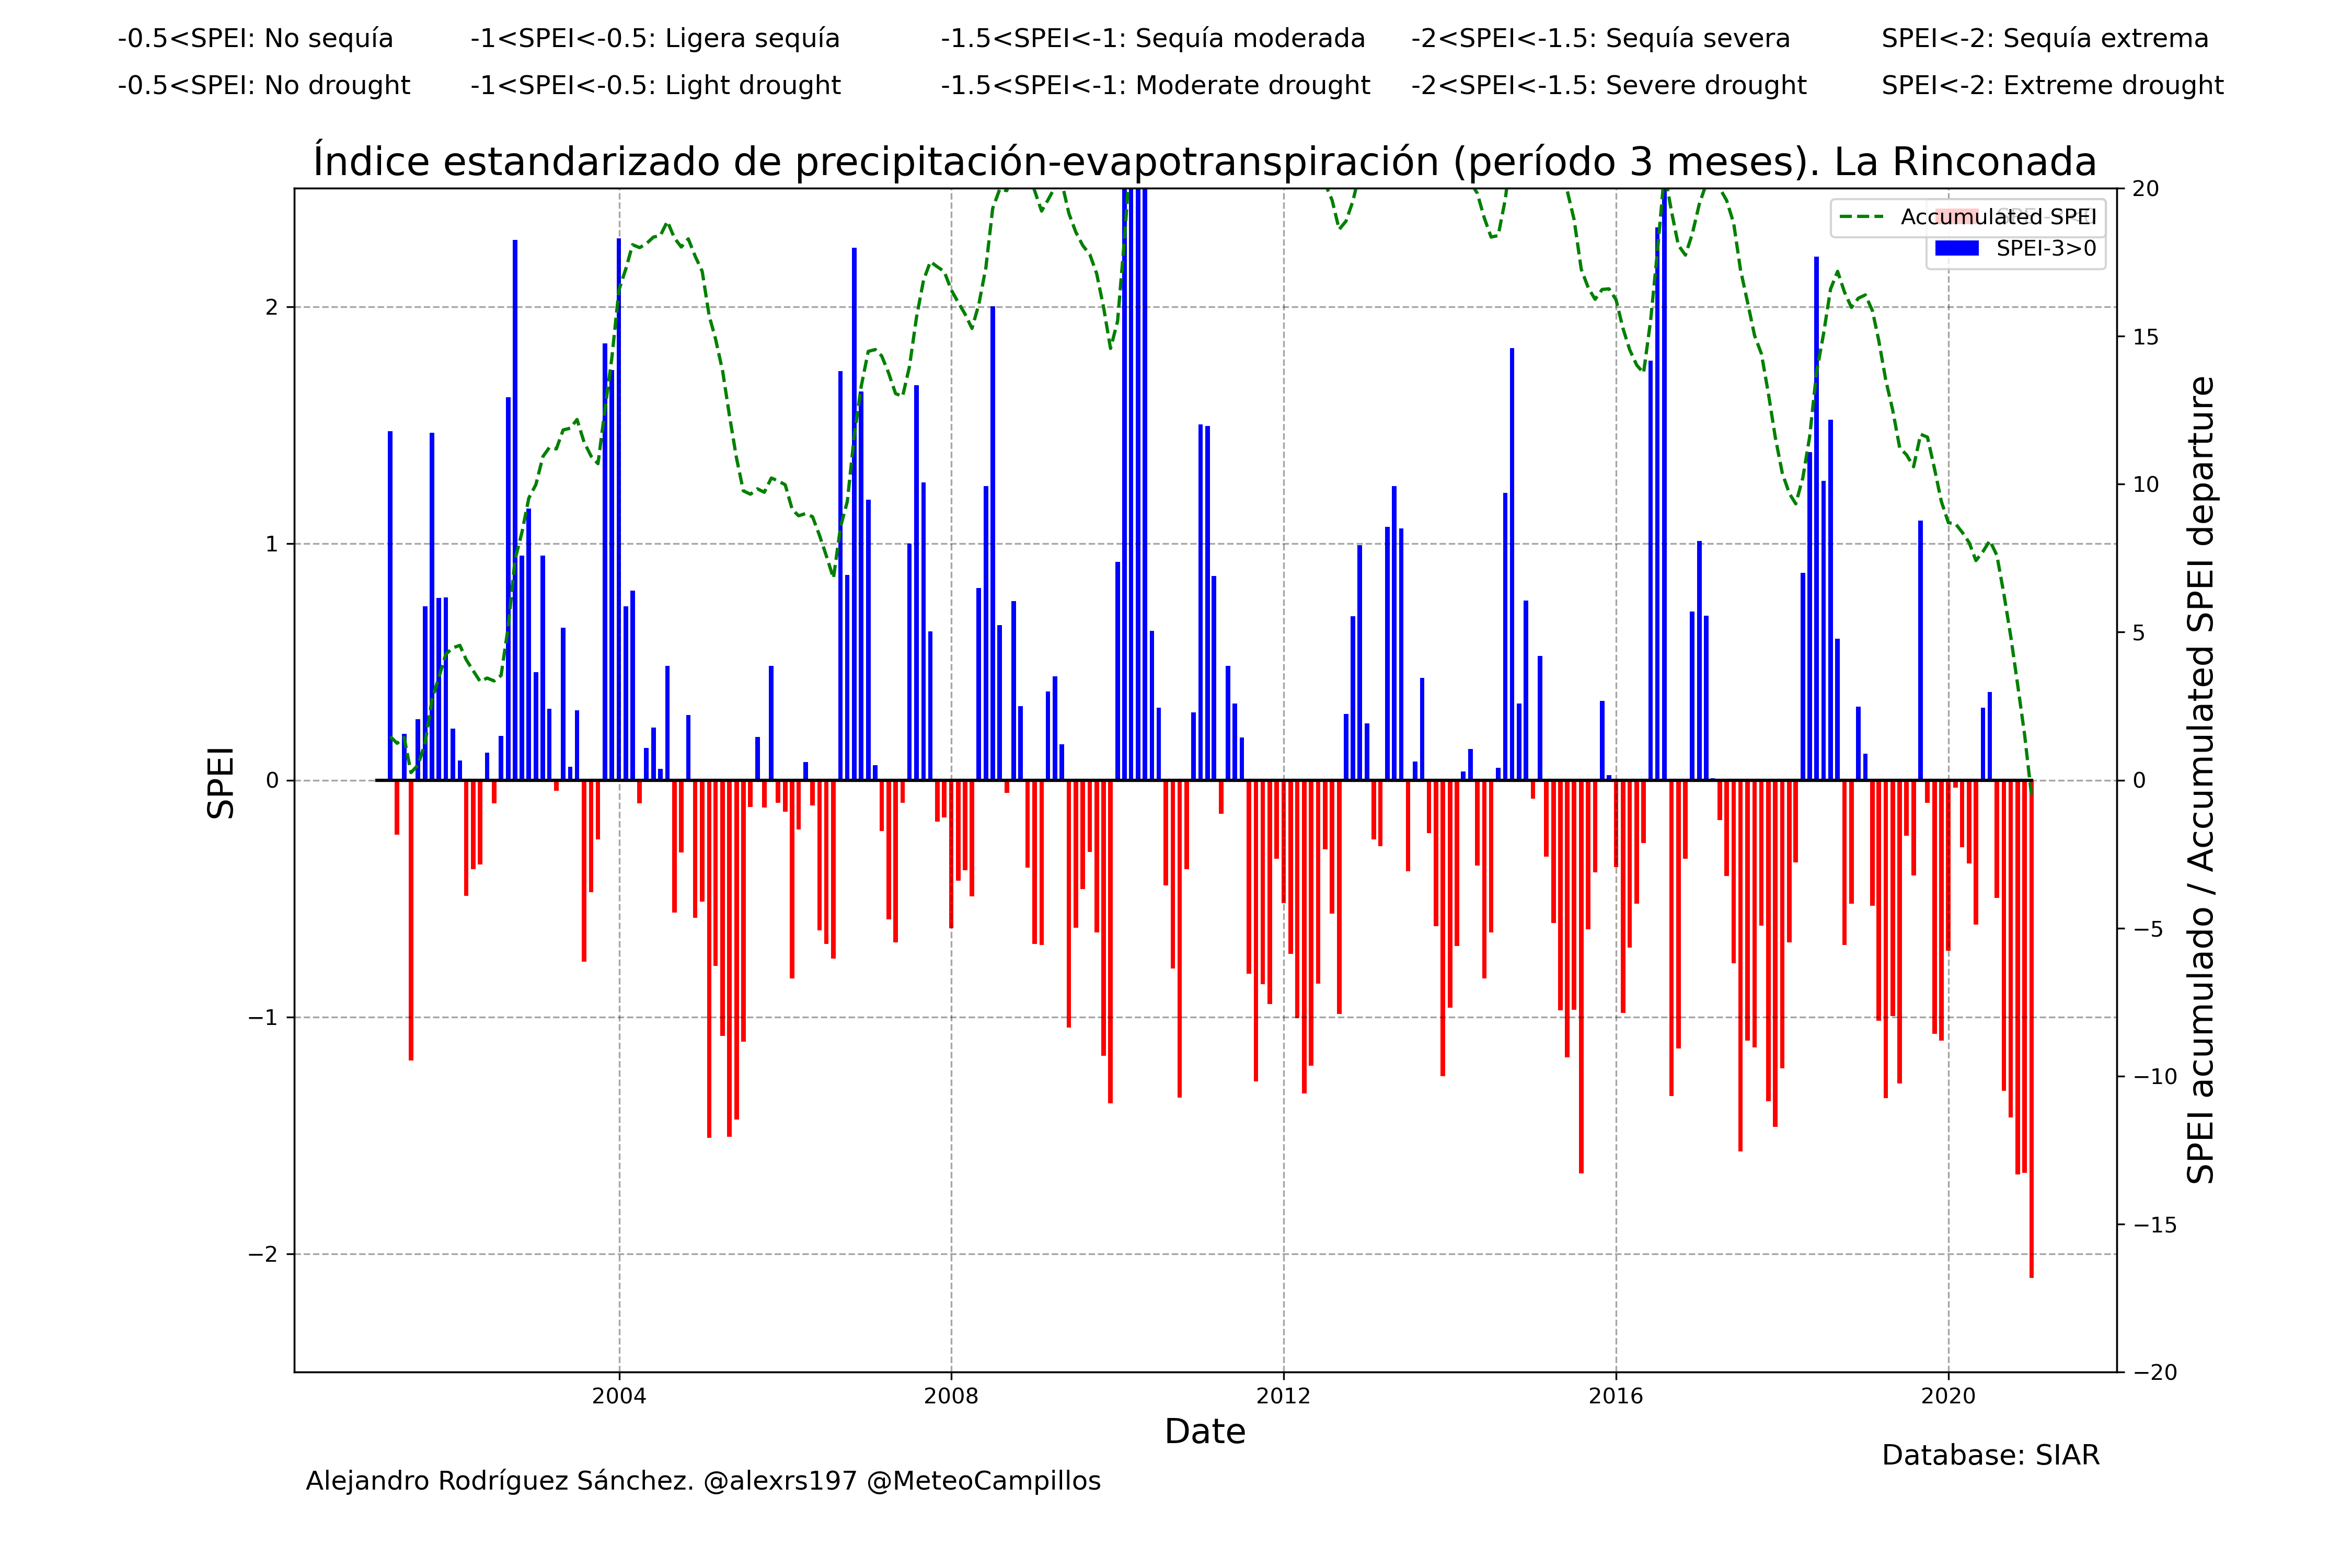 -0.5<SPEI: No sequía -1<SPEI<-0.5: Ligera sequía -1.5<SPEI<-1: Sequía moderada -2<SPEI<-1.5: Sequía severa SPEI<-2: Sequía extrema
-0.5<SPEI: No drought -1<SPEI<-0.5: Light drought -1.5<SPEI<-1: Moderate drought -2<SPEI<-1.5: Severe drought SPEI<-2: Extreme drought
Índice estandarizado de precipitación-evapotranspiración (período 3 meses). La Rinconada
Accumulated SPEI
SPEI-3>0
SPEI
2
1
0
−1
−2
20
15
10
5
0
−5
−10
−15
−20
SPEI acumulado / Accumulated SPEI departure
2004 2008 2012 2016 2020
Date
Database: SIAR
Alejandro Rodríguez Sánchez. @alexrs197 @MeteoCampillos